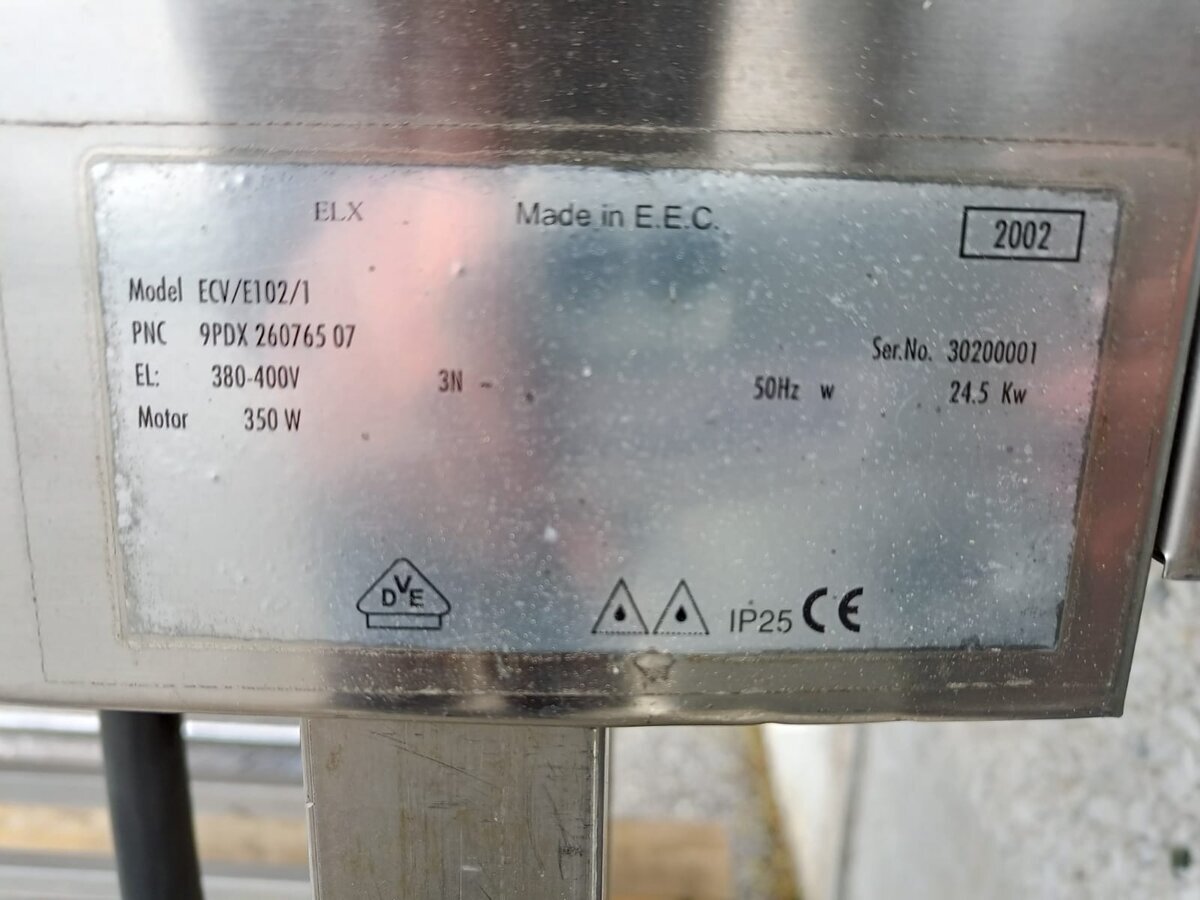 ELX Made in E.E.C. 2002
Model ECV/E102/1
PNC 9PDX 260765 07
Ser.No. 30200001
EL: 380-400V 3N ~ 50Hz w 24.5 Kw
Motor 350 W
DVE IP25 CE